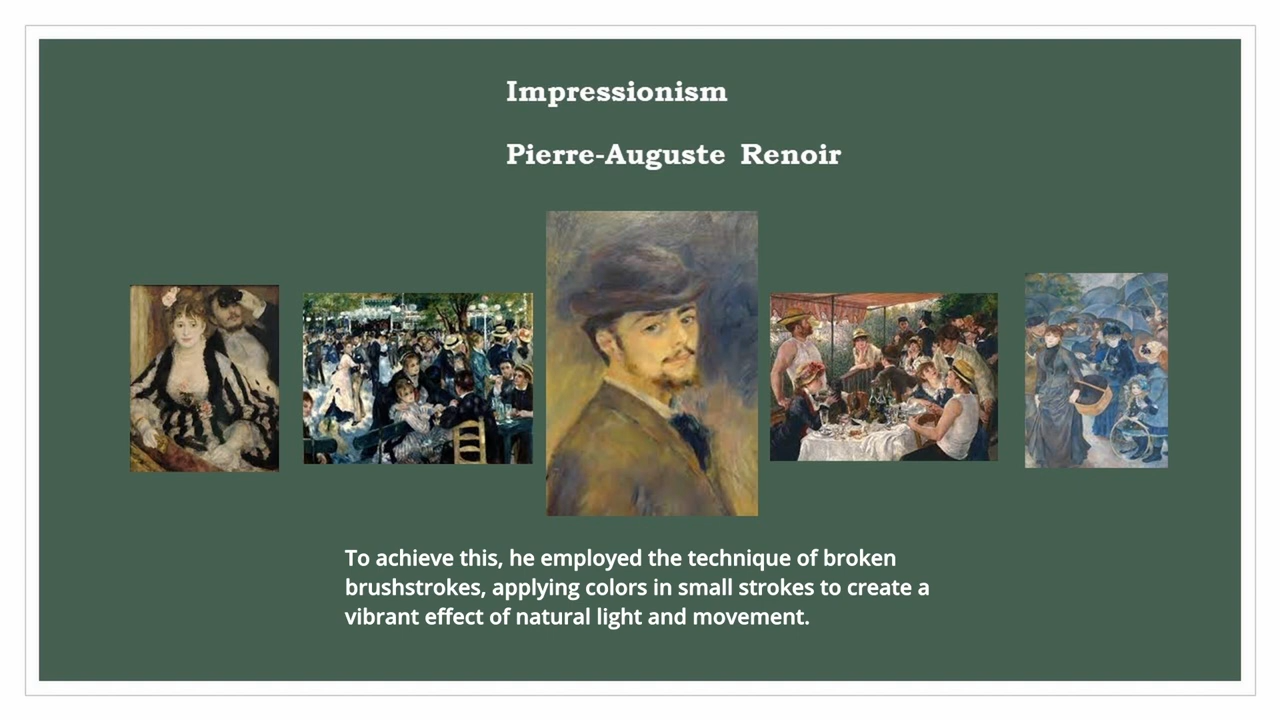 Impressionism
Pierre-Auguste Renoir
To achieve this, he employed the technique of broken
brushstrokes, applying colors in small strokes to create a
vibrant effect of natural light and movement.